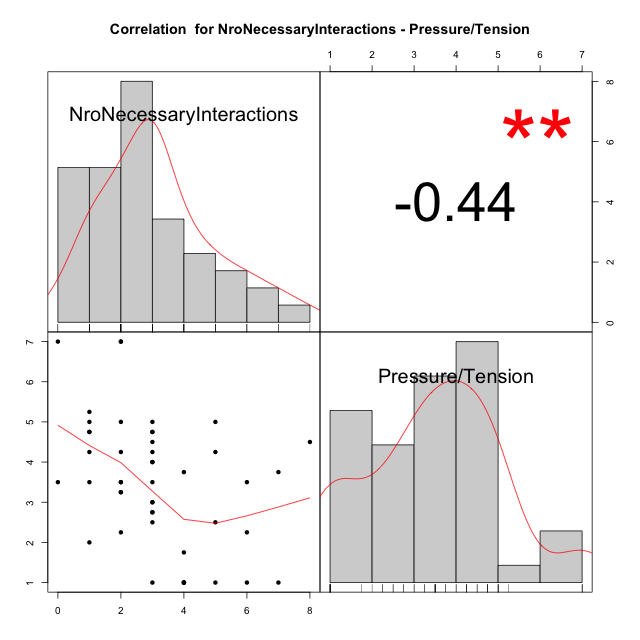 Correlation  for NroNecessaryInteractions - Pressure/Tension
1 2 3 4 5 6 7
NroNecessaryInteractions
**
-0.44
0 2 4 6 8
Pressure/Tension
1 2 3 4 5 6 7
0 2 4 6 8